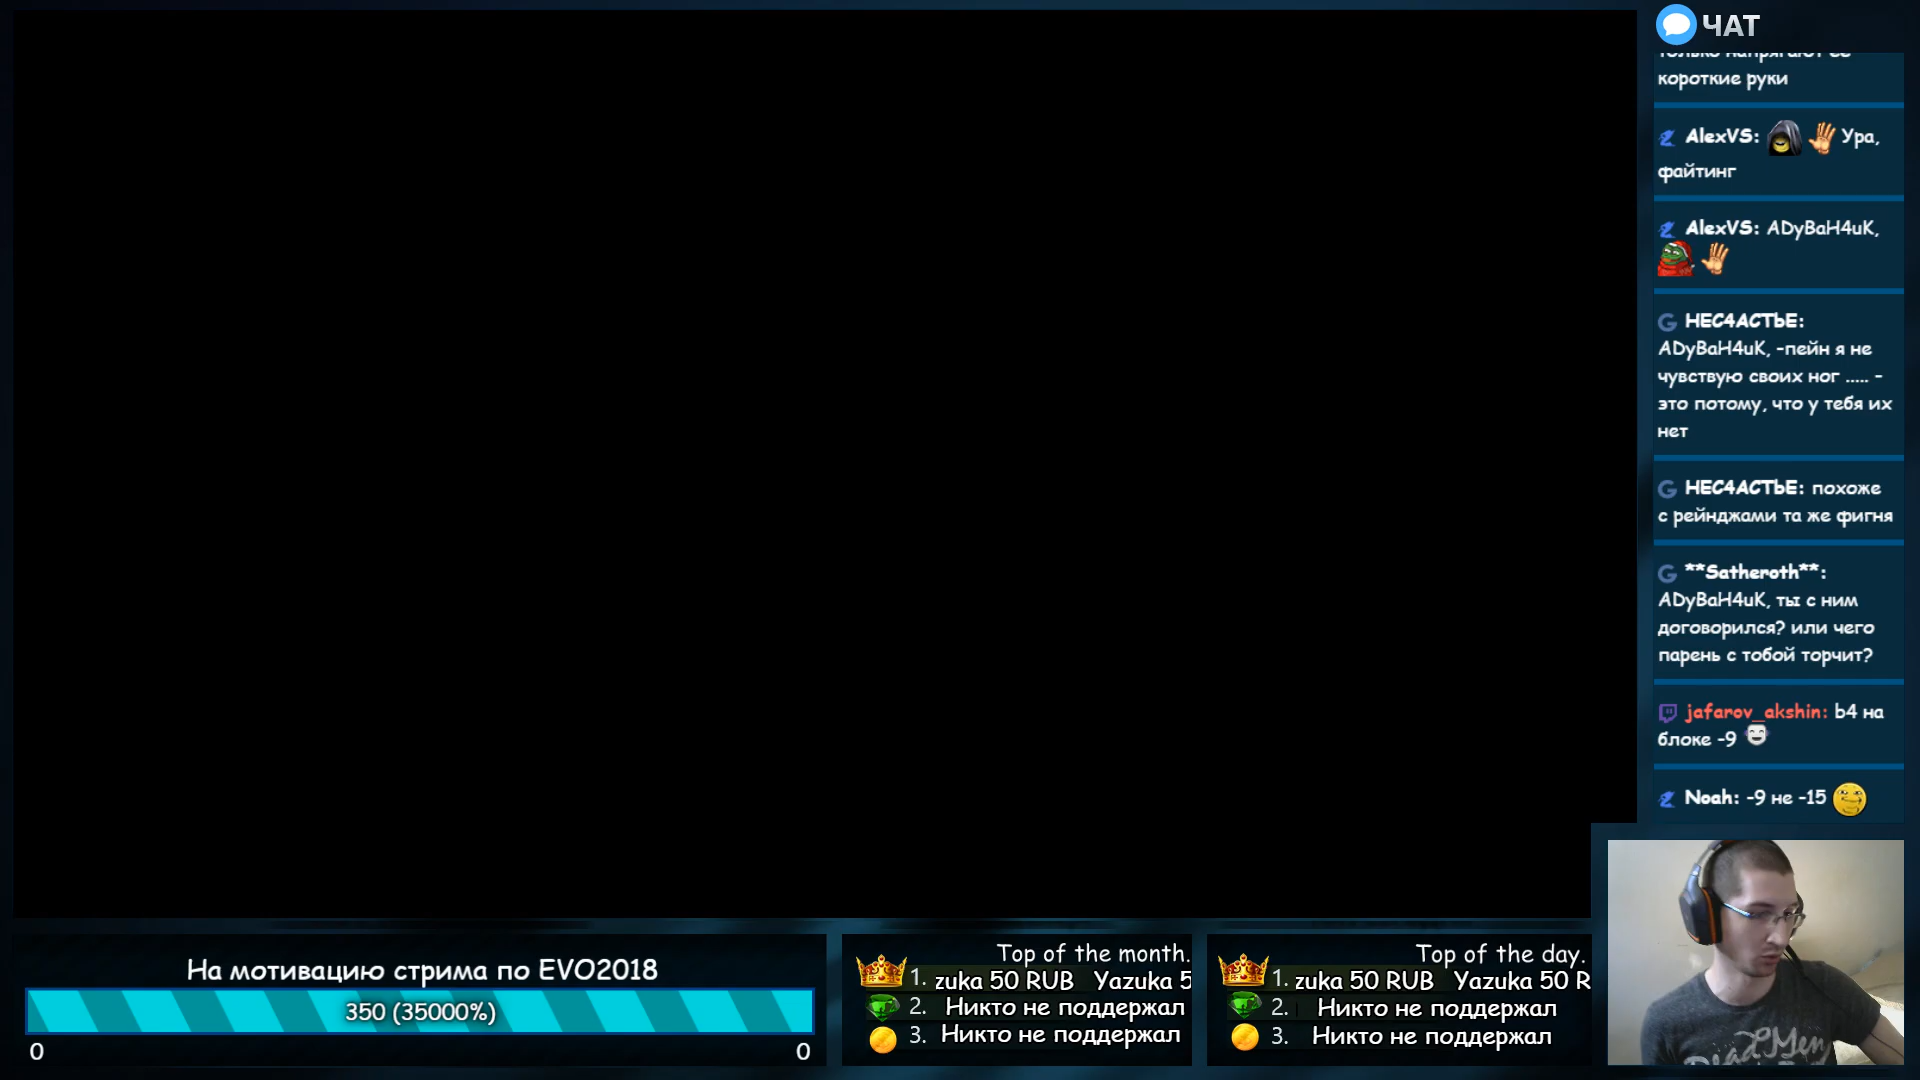 ЧАТ
короткие руки
AlexVS: Ура,
файтинг
AlexVS: ADyBaH4uK,
НЕС4АСТЬЕ:
ADyBaH4uK, -пейн я не
чувствую своих ног ..... -
это потому, что у тебя их
нет
НЕС4АСТЬЕ: похоже
с рейнджами та же фигня
**Satheroth**:
ADyBaH4uK, ты с ним
договорился? или чего
парень с тобой торчит?
jafarov_akshin: b4 на
блоке -9
Noah: -9 не -15
На мотивацию стрима по EVO2018
350 (35000%)
0 0
Top of the month.
1. zuka 50 RUB Yazuka 5
2. Никто не поддержал
3. Никто не поддержал
Top of the day.
1. zuka 50 RUB Yazuka 50 R
2. Никто не поддержал
3. Никто не поддержал